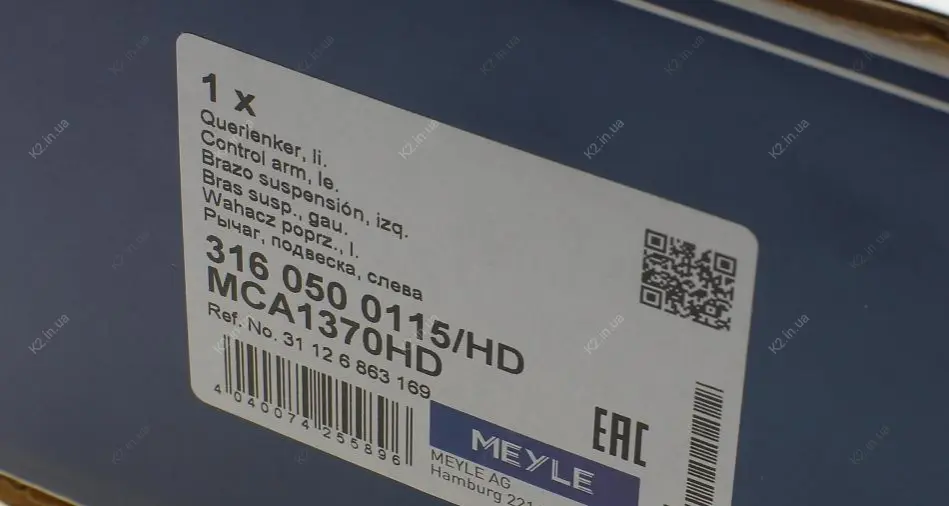 1 x
Querlenker, li.
Control arm, le.
Brazo suspensión, izq.
Bras susp., gau.
Wahacz poprz., l.
Рычаг, подвеска, слева
316 050 0115/HD
MCA1370HD
Ref. No. 31 12 6 863 169
4 040074 255896
EAC
MEYLE
MEYLE AG
Hamburg 221
K2.in.ua